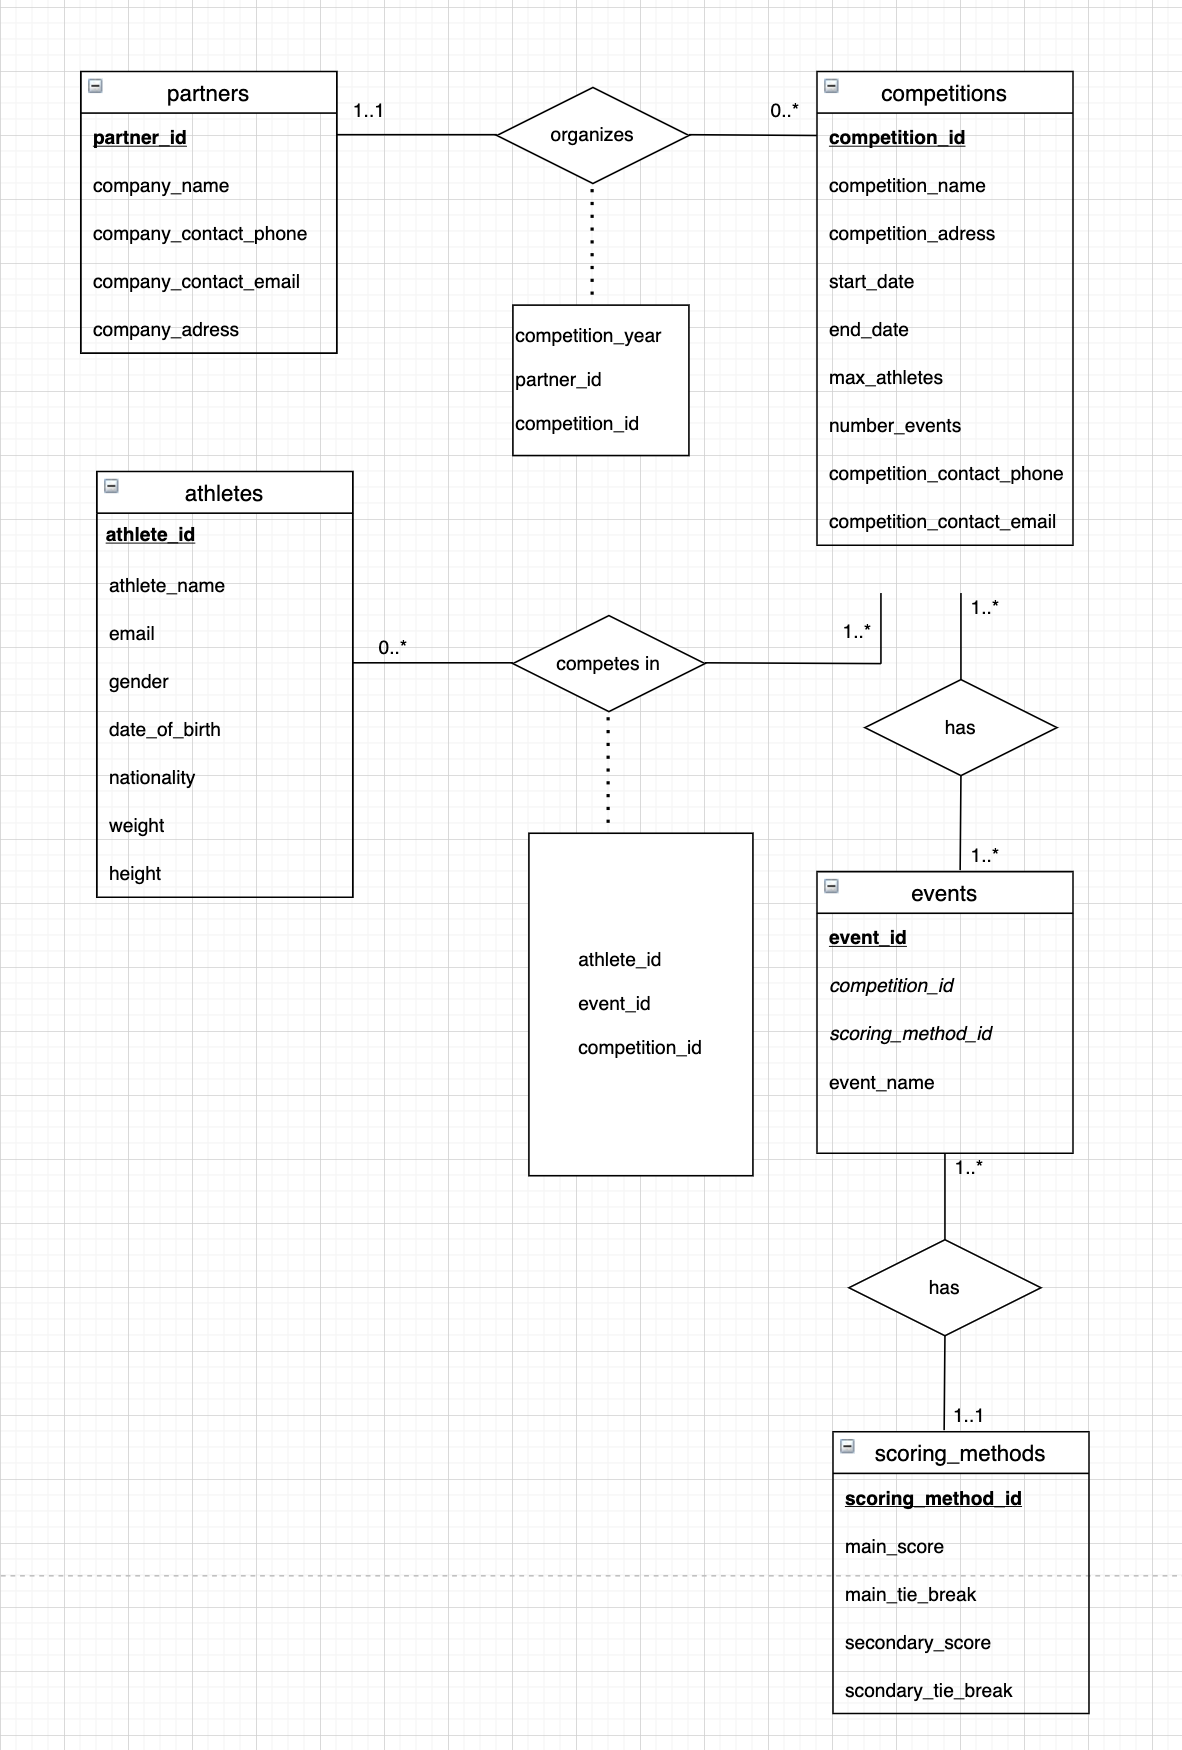 partners
partner_id
company_name
company_contact_phone
company_contact_email
company_adress
1..1
organizes
0..*
competition_year
partner_id
competition_id
competitions
competition_id
competition_name
competition_adress
start_date
end_date
max_athletes
number_events
competition_contact_phone
competition_contact_email
athletes
athlete_id
athlete_name
email
gender
date_of_birth
nationality
weight
height
0..*
competes in
1..*
athlete_id
event_id
competition_id
1..*
has
1..*
events
event_id
competition_id
scoring_method_id
event_name
1..*
has
1..1
scoring_methods
scoring_method_id
main_score
main_tie_break
secondary_score
scondary_tie_break